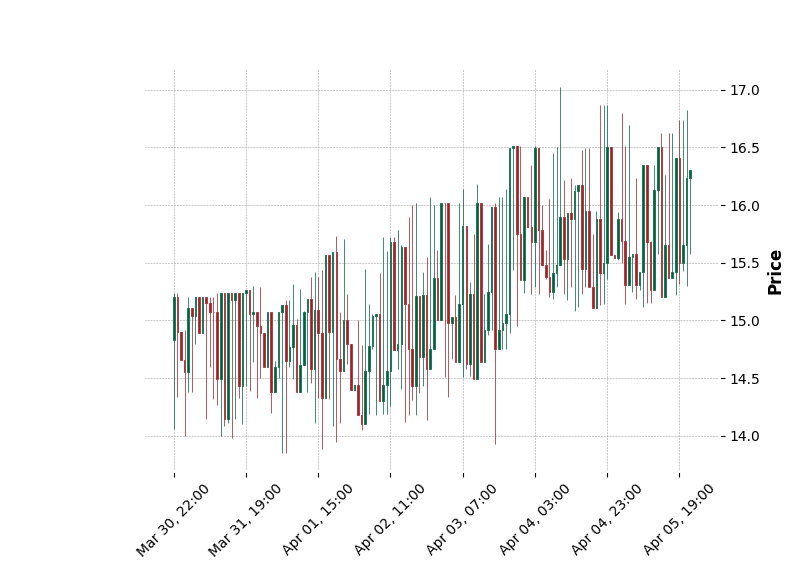 17.0
16.5
16.0
15.5
15.0
14.5
14.0
Price
Mar 30, 22:00
Mar 31, 19:00
Apr 01, 15:00
Apr 02, 11:00
Apr 03, 07:00
Apr 04, 03:00
Apr 04, 23:00
Apr 05, 19:00